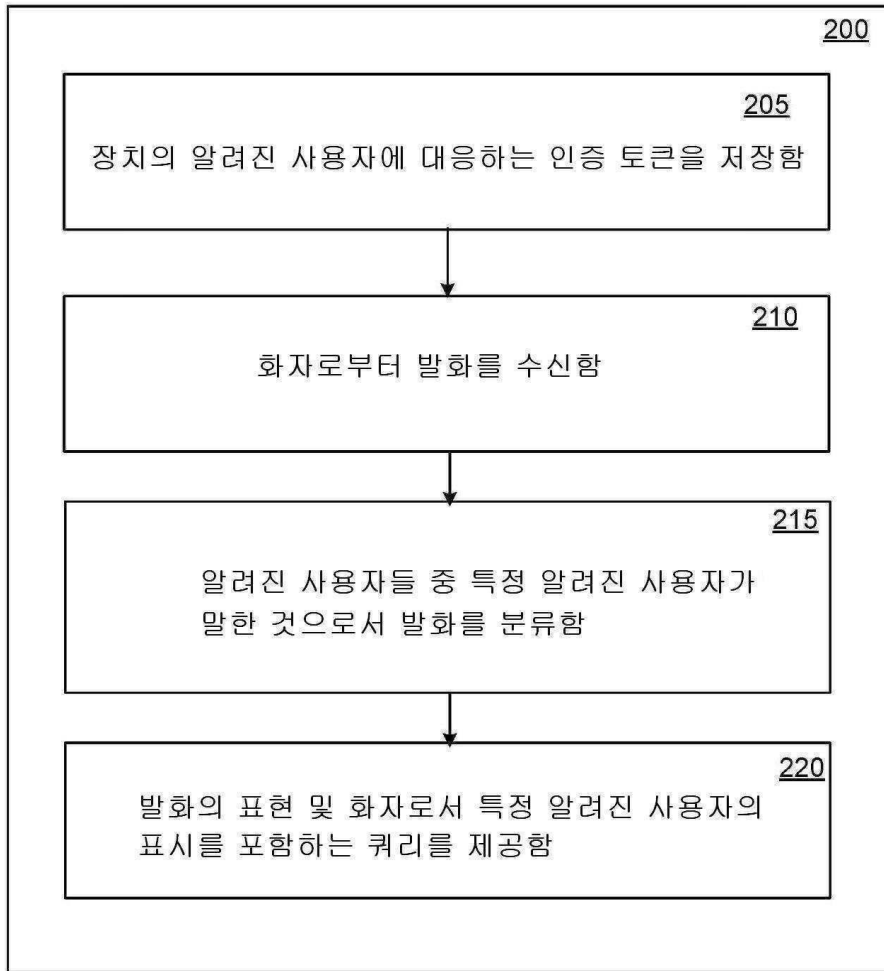 200
205
장치의 알려진 사용자에 대응하는 인증 토큰을 저장함
210
화자로부터 발화를 수신함
215
알려진 사용자들 중 특정 알려진 사용자가
말한 것으로서 발화를 분류함
220
발화의 표현 및 화자로서 특정 알려진 사용자의
표시를 포함하는 쿼리를 제공함